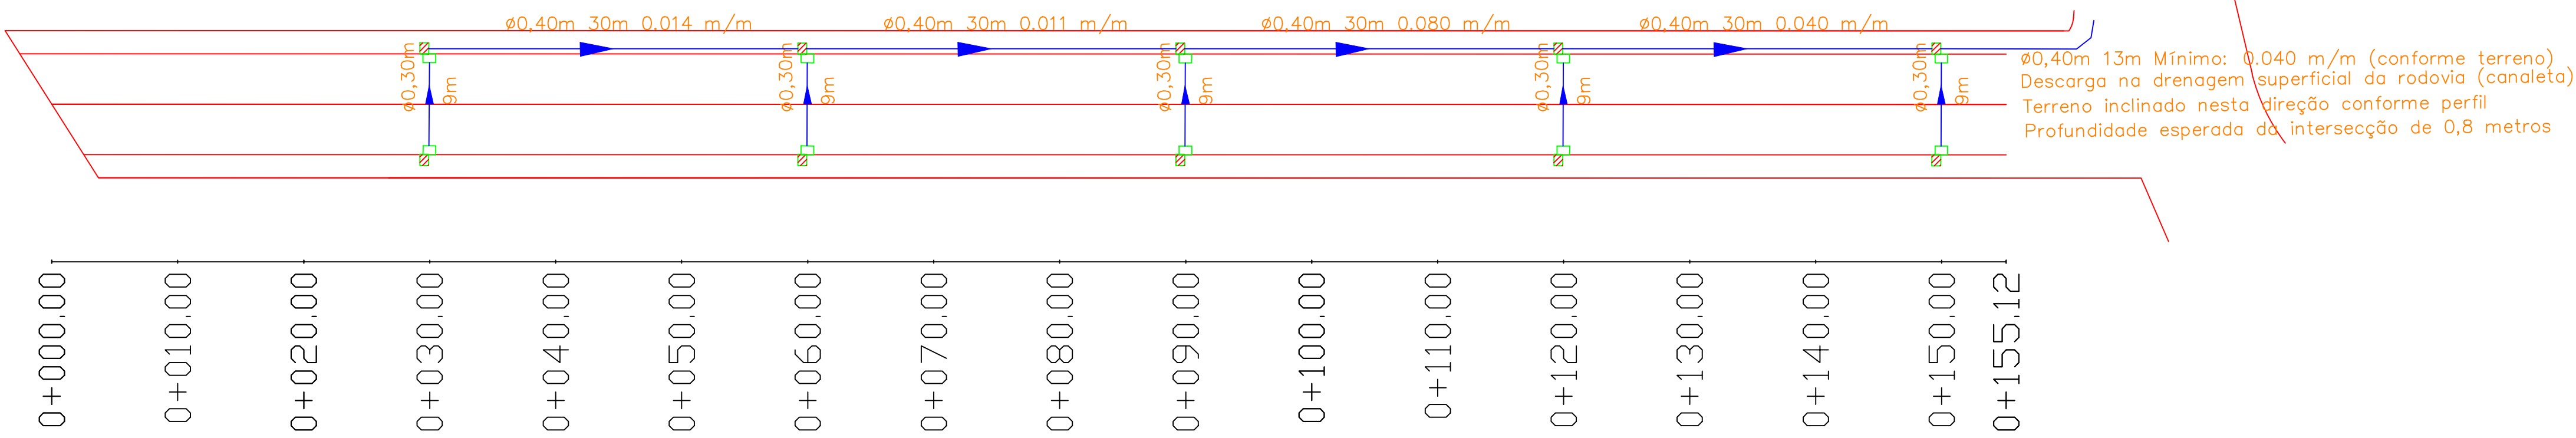 ø0,40m 30m 0.014 m/m
ø0,40m 30m 0.011 m/m
ø0,40m 30m 0.080 m/m
ø0,40m 30m 0.040 m/m
ø0,30m
9m
ø0,30m
9m
ø0,30m
9m
ø0,30m
9m
ø0,30m
9m
ø0,40m 13m Mínimo: 0.040 m/m (conforme terreno)
Descarga na drenagem superficial da rodovia (canaleta)
Terreno inclinado nesta direção conforme perfil
Profundidade esperada da intersecção de 0,8 metros
0+000.00
0+010.00
0+020.00
0+030.00
0+040.00
0+050.00
0+060.00
0+070.00
0+080.00
0+090.00
0+100.00
0+110.00
0+120.00
0+130.00
0+140.00
0+150.00
0+155.12